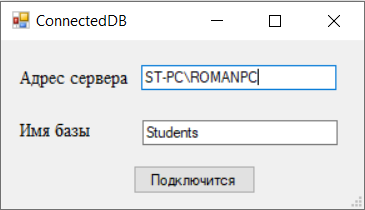 ConnectedDB
Адрес сервера ST-PC\ROMANPC
Имя базы Students
Подключится